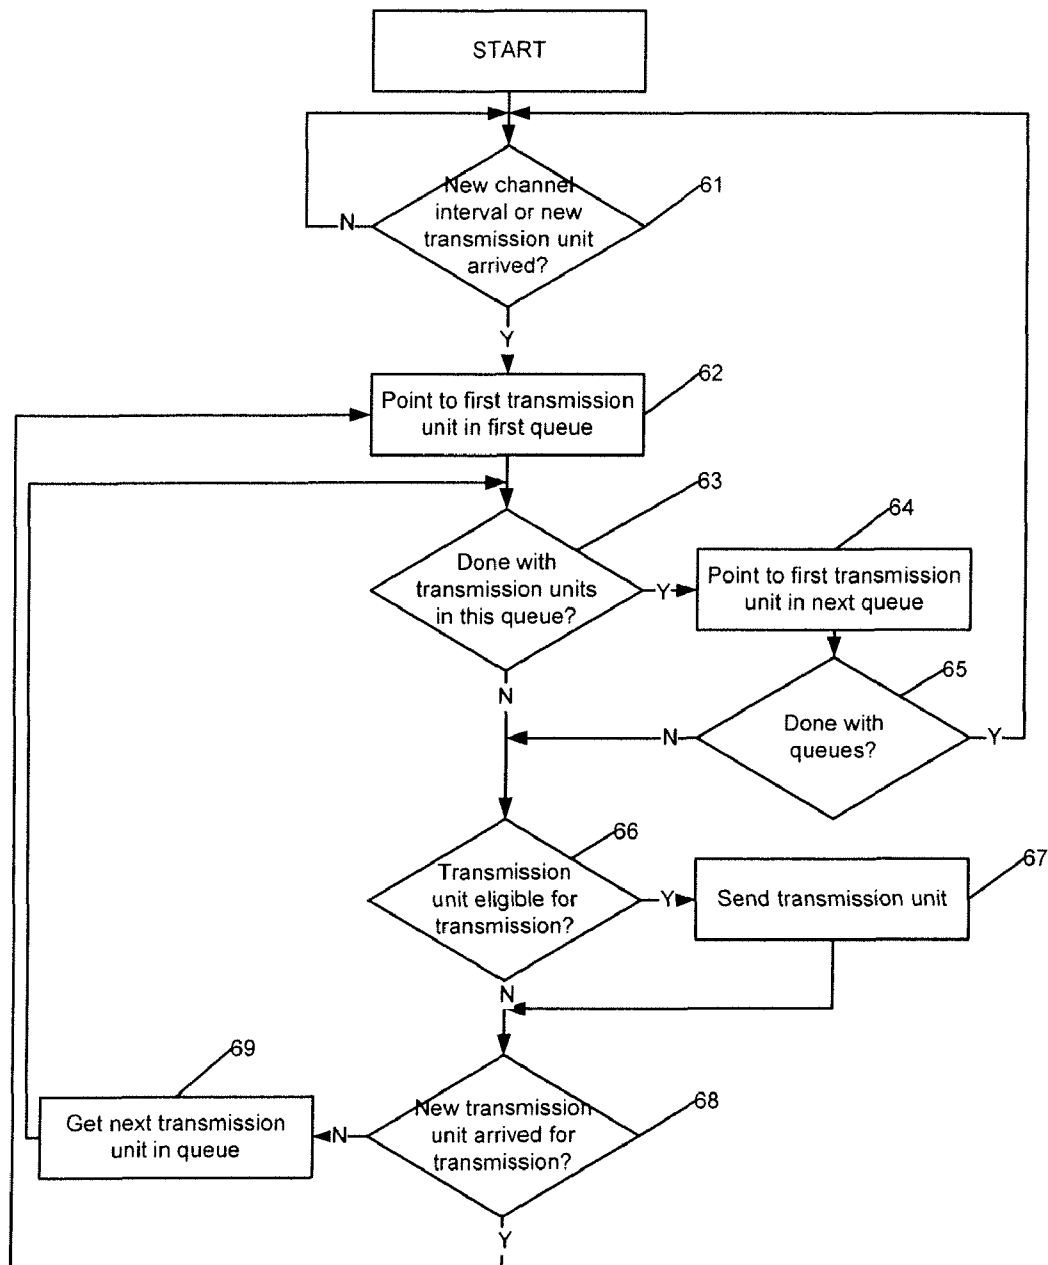 START
New channel
interval or new
transmission unit
arrived?
61
N
Y
62
Point to first transmission
unit in first queue
63
64
Done with
transmission units
in this queue?
Y
Point to first transmission
unit in next queue
N
65
Done with
queues?
N
Y
66
67
Transmission
unit eligible for
transmission?
Y
Send transmission unit
N
69
68
Get next transmission
unit in queue
N
New transmission
unit arrived for
transmission?
Y